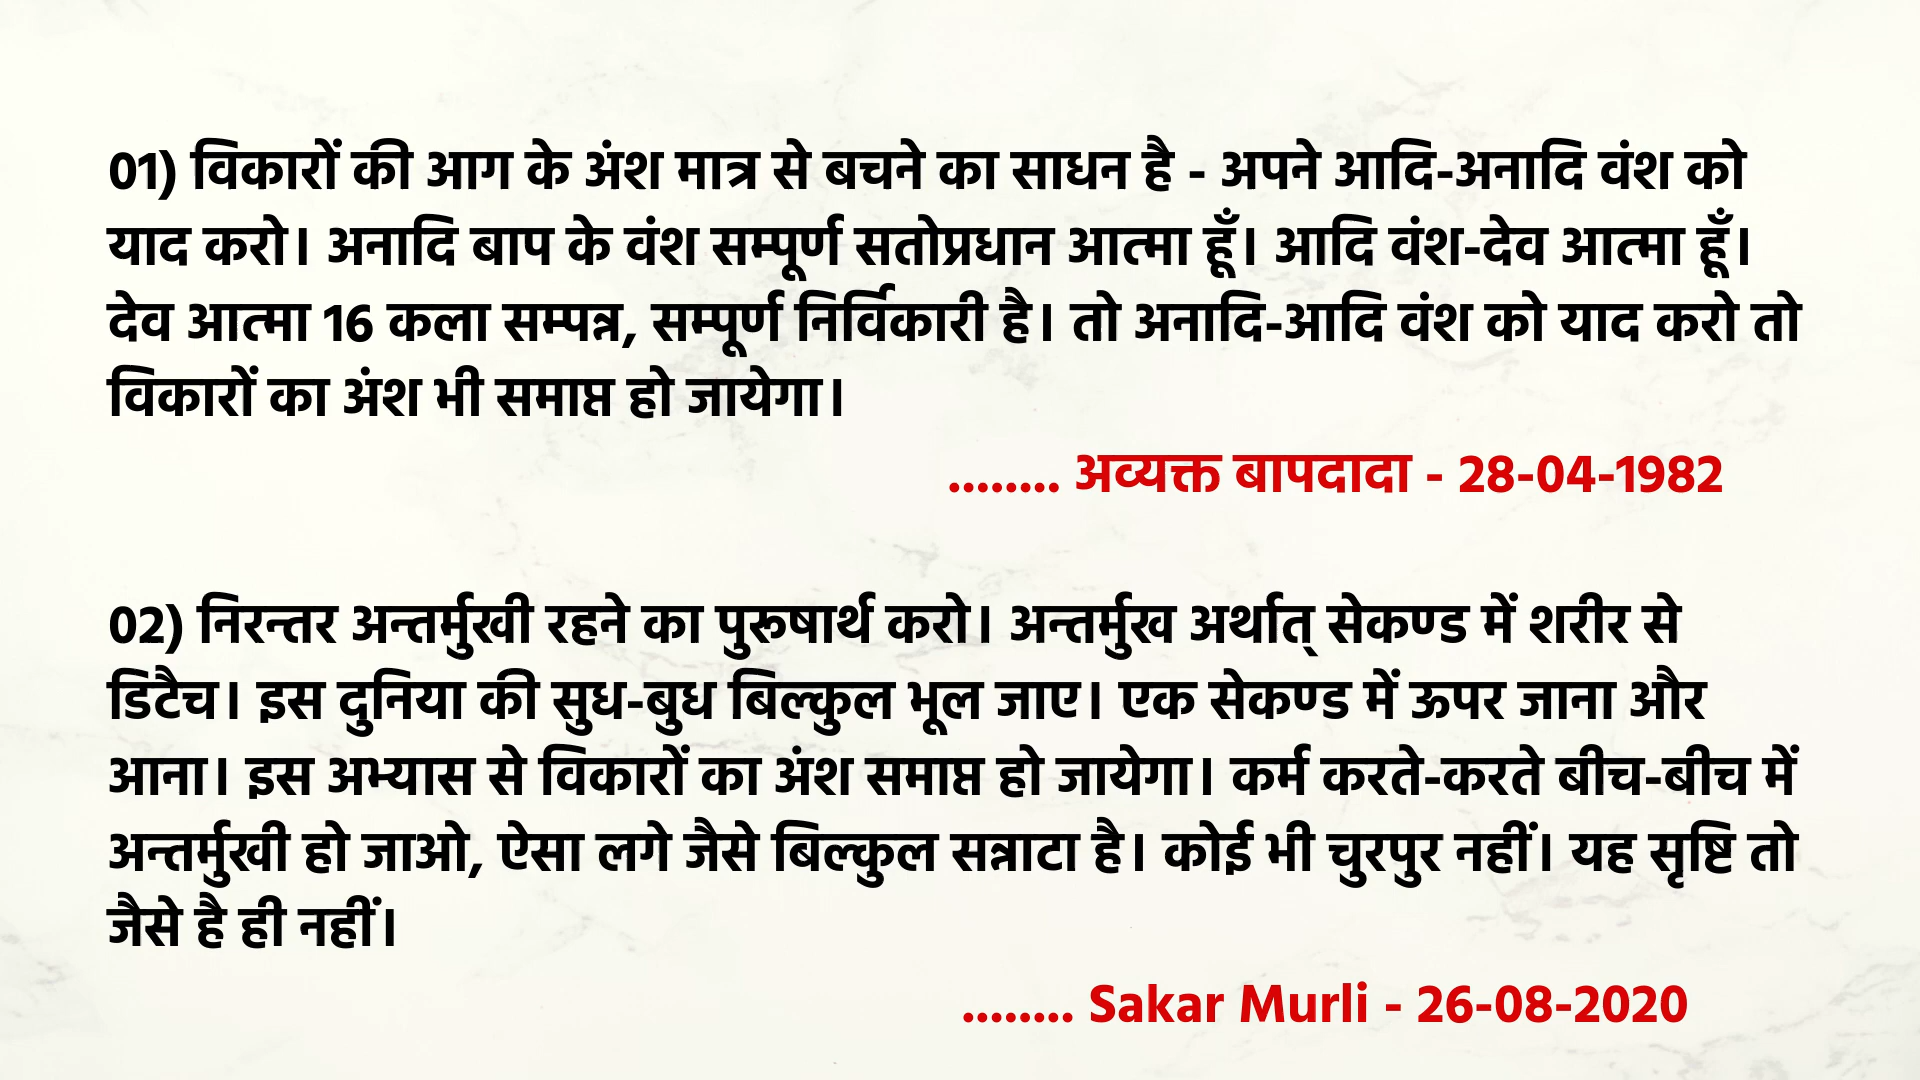 01) विकारों की आग के अंश मात्र से बचने का साधन है - अपने आदि-अनादि वंश को
याद करो। अनादि बाप के वंश सम्पूर्ण सतोप्रधान आत्मा हूँ। आदि वंश-देव आत्मा हूँ।
देव आत्मा 16 कला सम्पन्न, सम्पूर्ण निर्विकारी है। तो अनादि-आदि वंश को याद करो तो
विकारों का अंश भी समाप्त हो जायेगा।
........ अव्यक्त बापदादा - 28-04-1982
02) निरन्तर अन्तर्मुखी रहने का पुरूषार्थ करो। अन्तर्मुख अर्थात् सेकण्ड में शरीर से
डिटैच। इस दुनिया की सुध-बुध बिल्कुल भूल जाए। एक सेकण्ड में ऊपर जाना और
आना। इस अभ्यास से विकारों का अंश समाप्त हो जायेगा। कर्म करते-करते बीच-बीच में
अन्तर्मुखी हो जाओ, ऐसा लगे जैसे बिल्कुल सन्नाटा है। कोई भी चुरपुर नहीं। यह सृष्टि तो
जैसे है ही नहीं।
........ Sakar Murli - 26-08-2020